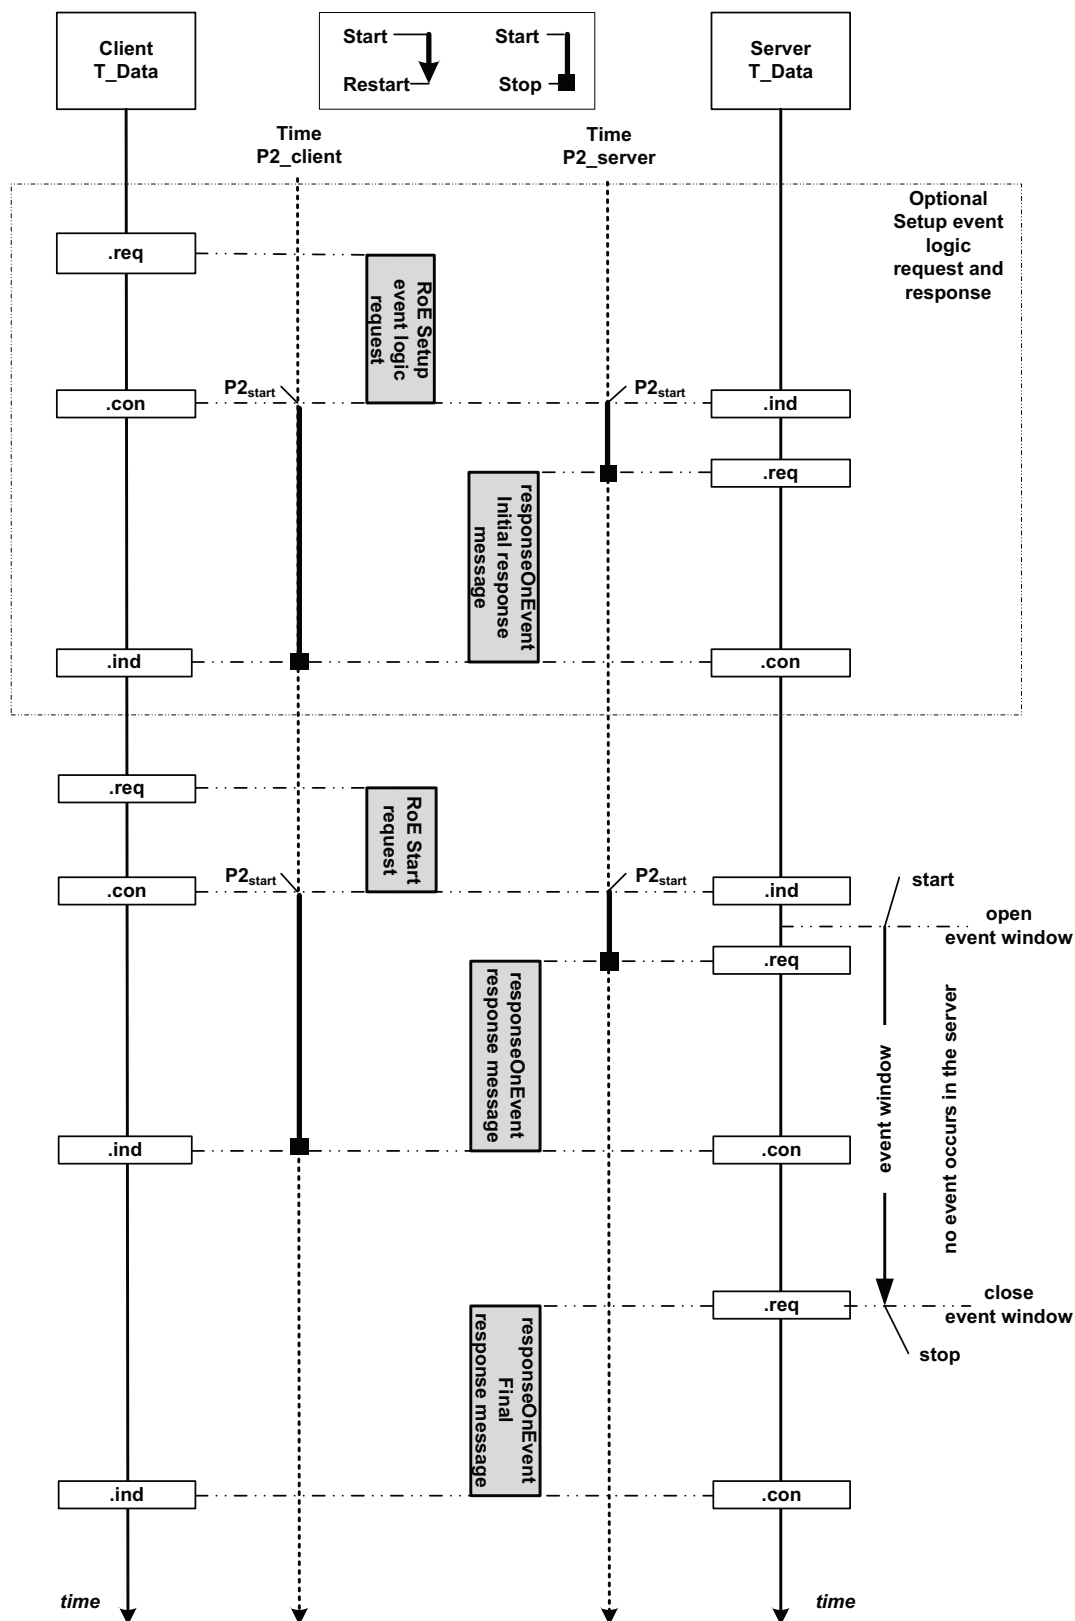 Client
T_Data
Start
Restart
Start
Stop
Server
T_Data
Time
P2_client
Time
P2_server
Optional
Setup event
logic
request and
response
.req
RoE Setup
event logic
request
.con
P2start
P2start
.ind
.req
responseOnEvent
Initial response
message
.ind
.con
.req
RoE Start
request
.con
P2start
P2start
.ind
start
open
event window
.req
responseOnEvent
response message
event window
no event occurs in the server
.ind
.con
.req
close
event window
stop
responseOnEvent
Final
response message
.ind
.con
time
time